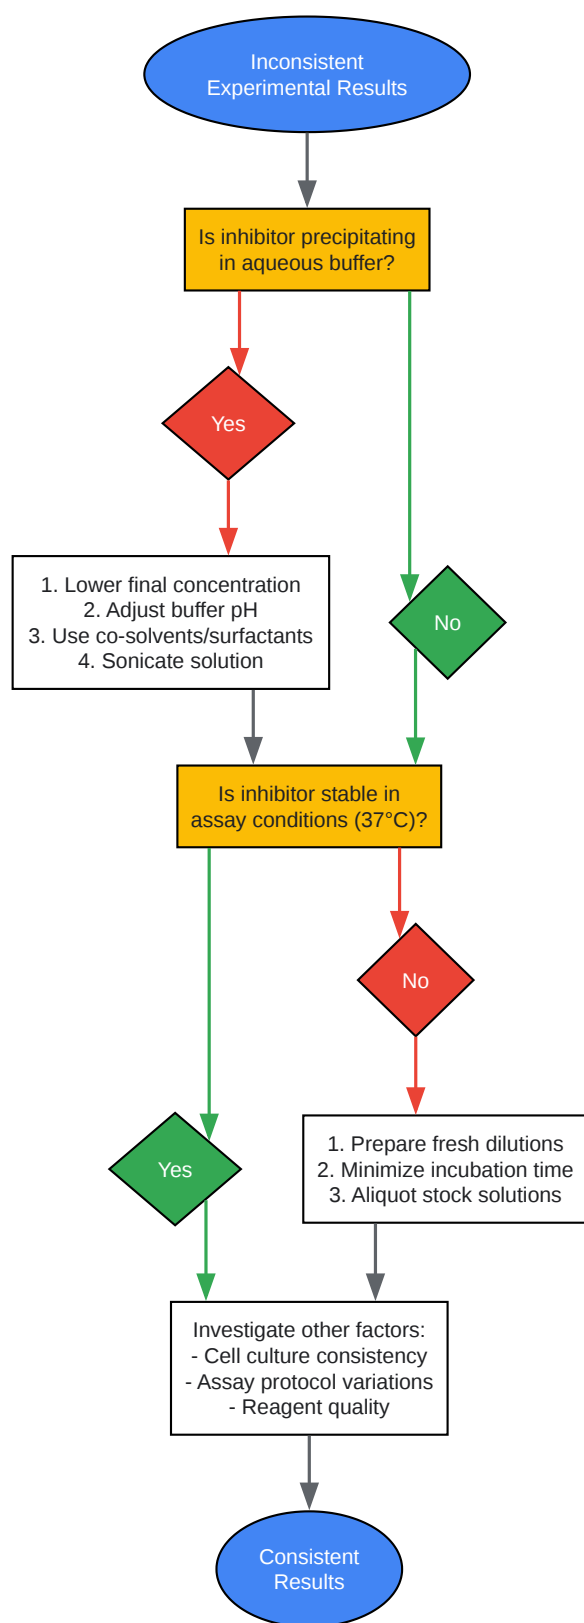 Inconsistent
Experimental Results
Is inhibitor precipitating
in aqueous buffer?
Yes
1. Lower final concentration
2. Adjust buffer pH
3. Use co-solvents/surfactants
4. Sonicate solution
No
Is inhibitor stable in
assay conditions (37°C)?
No
Yes
1. Prepare fresh dilutions
2. Minimize incubation time
3. Aliquot stock solutions
Investigate other factors:
- Cell culture consistency
- Assay protocol variations
- Reagent quality
Consistent
Results